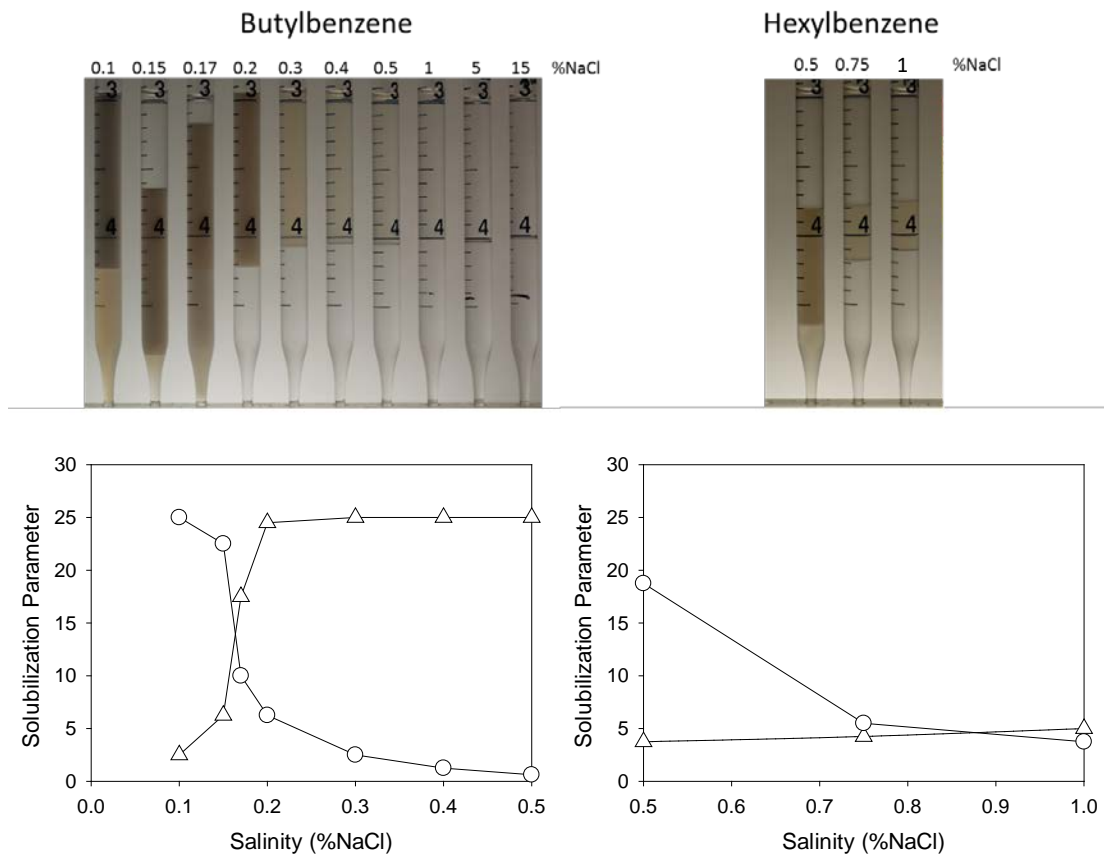 Butylbenzene
0.1 0.15 0.17 0.2 0.3 0.4 0.5 1 5 15 %NaCl
3 3 3 3 3 3 3 3 3 3
4 4 4 4 4 4 4 4 4 4
Hexylbenzene
0.5 0.75 1 %NaCl
3 3 3
4 4 4
Solubilization Parameter
30
25
20
15
10
5
0
0.0 0.1 0.2 0.3 0.4 0.5
Salinity (%NaCl)
Solubilization Parameter
30
25
20
15
10
5
0
0.5 0.6 0.7 0.8 0.9 1.0
Salinity (%NaCl)